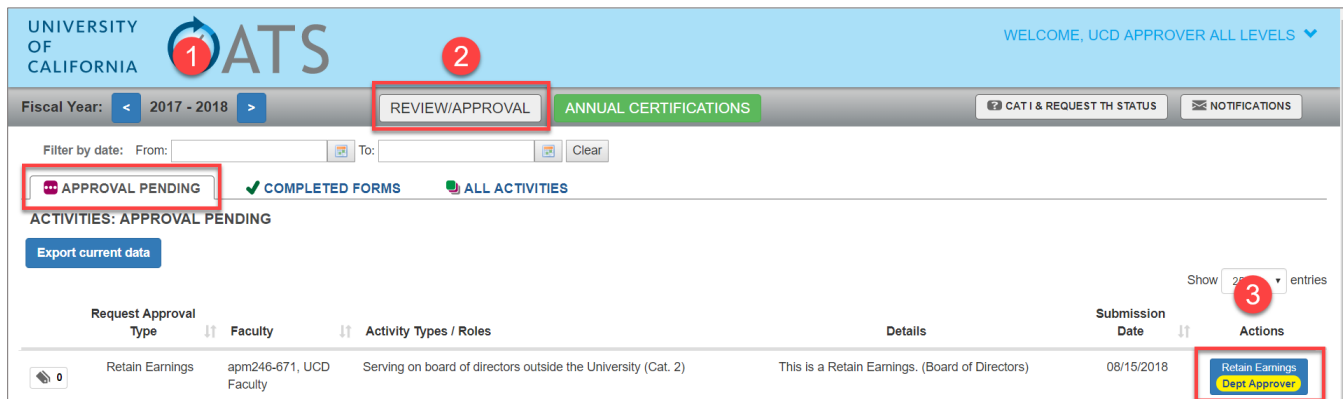 UNIVERSITY
OF
CALIFORNIA
1
OATS
2
WELCOME, UCD APPROVER ALL LEVELS
Fiscal Year: < 2017 - 2018 >
REVIEW/APPROVAL
ANNUAL CERTIFICATIONS
CAT I & REQUEST TH STATUS
NOTIFICATIONS
Filter by date: From: To: Clear
APPROVAL PENDING
COMPLETED FORMS
ALL ACTIVITIES
ACTIVITIES: APPROVAL PENDING
Export current data
Show entries
3
Request Approval
Type
Faculty
Activity Types / Roles
Details
Submission
Date
Actions
0
Retain Earnings
apm246-671, UCD
Faculty
Serving on board of directors outside the University (Cat. 2)
This is a Retain Earnings. (Board of Directors)
08/15/2018
Retain Earnings
Dept Approver